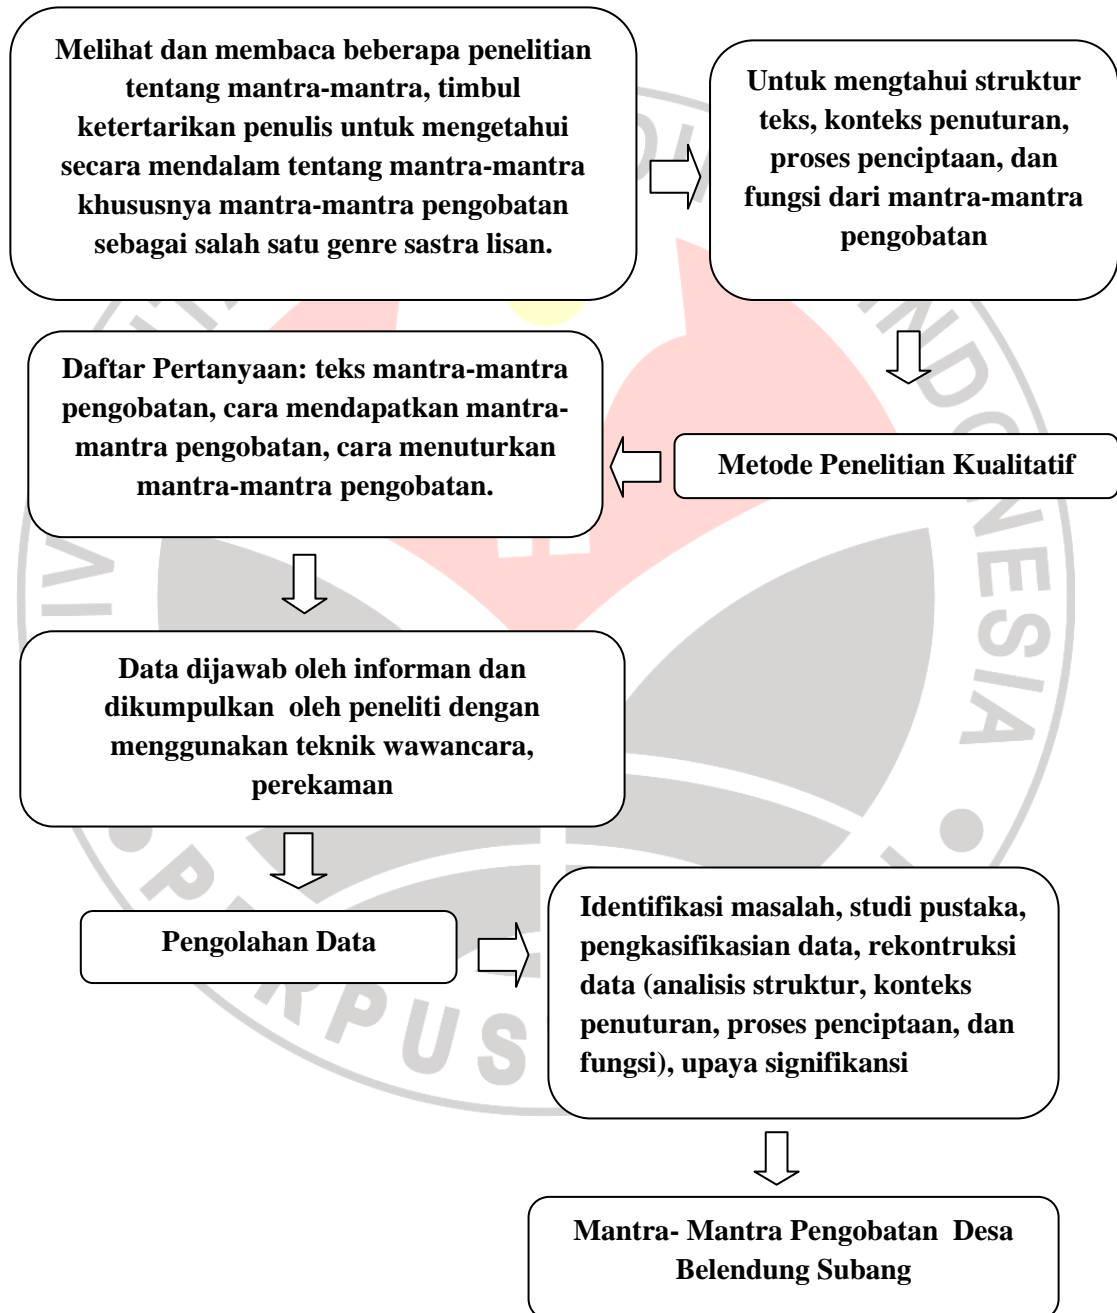 Melihat dan membaca beberapa penelitian
tentang mantra-mantra, timbul
ketertarikan penulis untuk mengetahui
secara mendalam tentang mantra-mantra
khususnya mantra-mantra pengobatan
sebagai salah satu genre sastra lisan.
Untuk mengtahui struktur
teks, konteks penuturan,
proses penciptaan, dan
fungsi dari mantra-mantra
pengobatan
Metode Penelitian Kualitatif
Daftar Pertanyaan: teks mantra-mantra
pengobatan, cara mendapatkan mantra-
mantra pengobatan, cara menuturkan
mantra-mantra pengobatan.
Data dijawab oleh informan dan
dikumpulkan oleh peneliti dengan
menggunakan teknik wawancara,
perekaman
Pengolahan Data
Identifikasi masalah, studi pustaka,
pengkasifikasian data, rekontruksi
data (analisis struktur, konteks
penuturan, proses penciptaan, dan
fungsi), upaya signifikansi
Mantra- Mantra Pengobatan Desa
Belendung Subang
INDONESIA